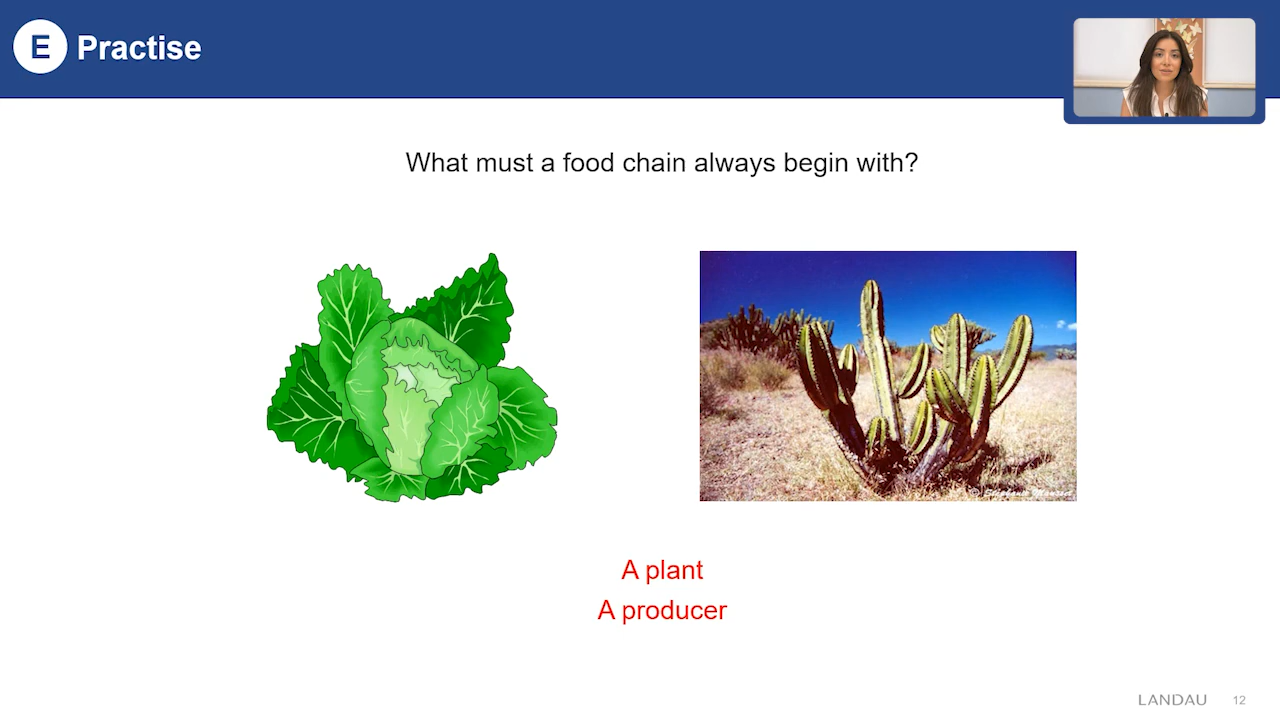 E Practise
What must a food chain always begin with?
A plant
A producer
LANDAU 12